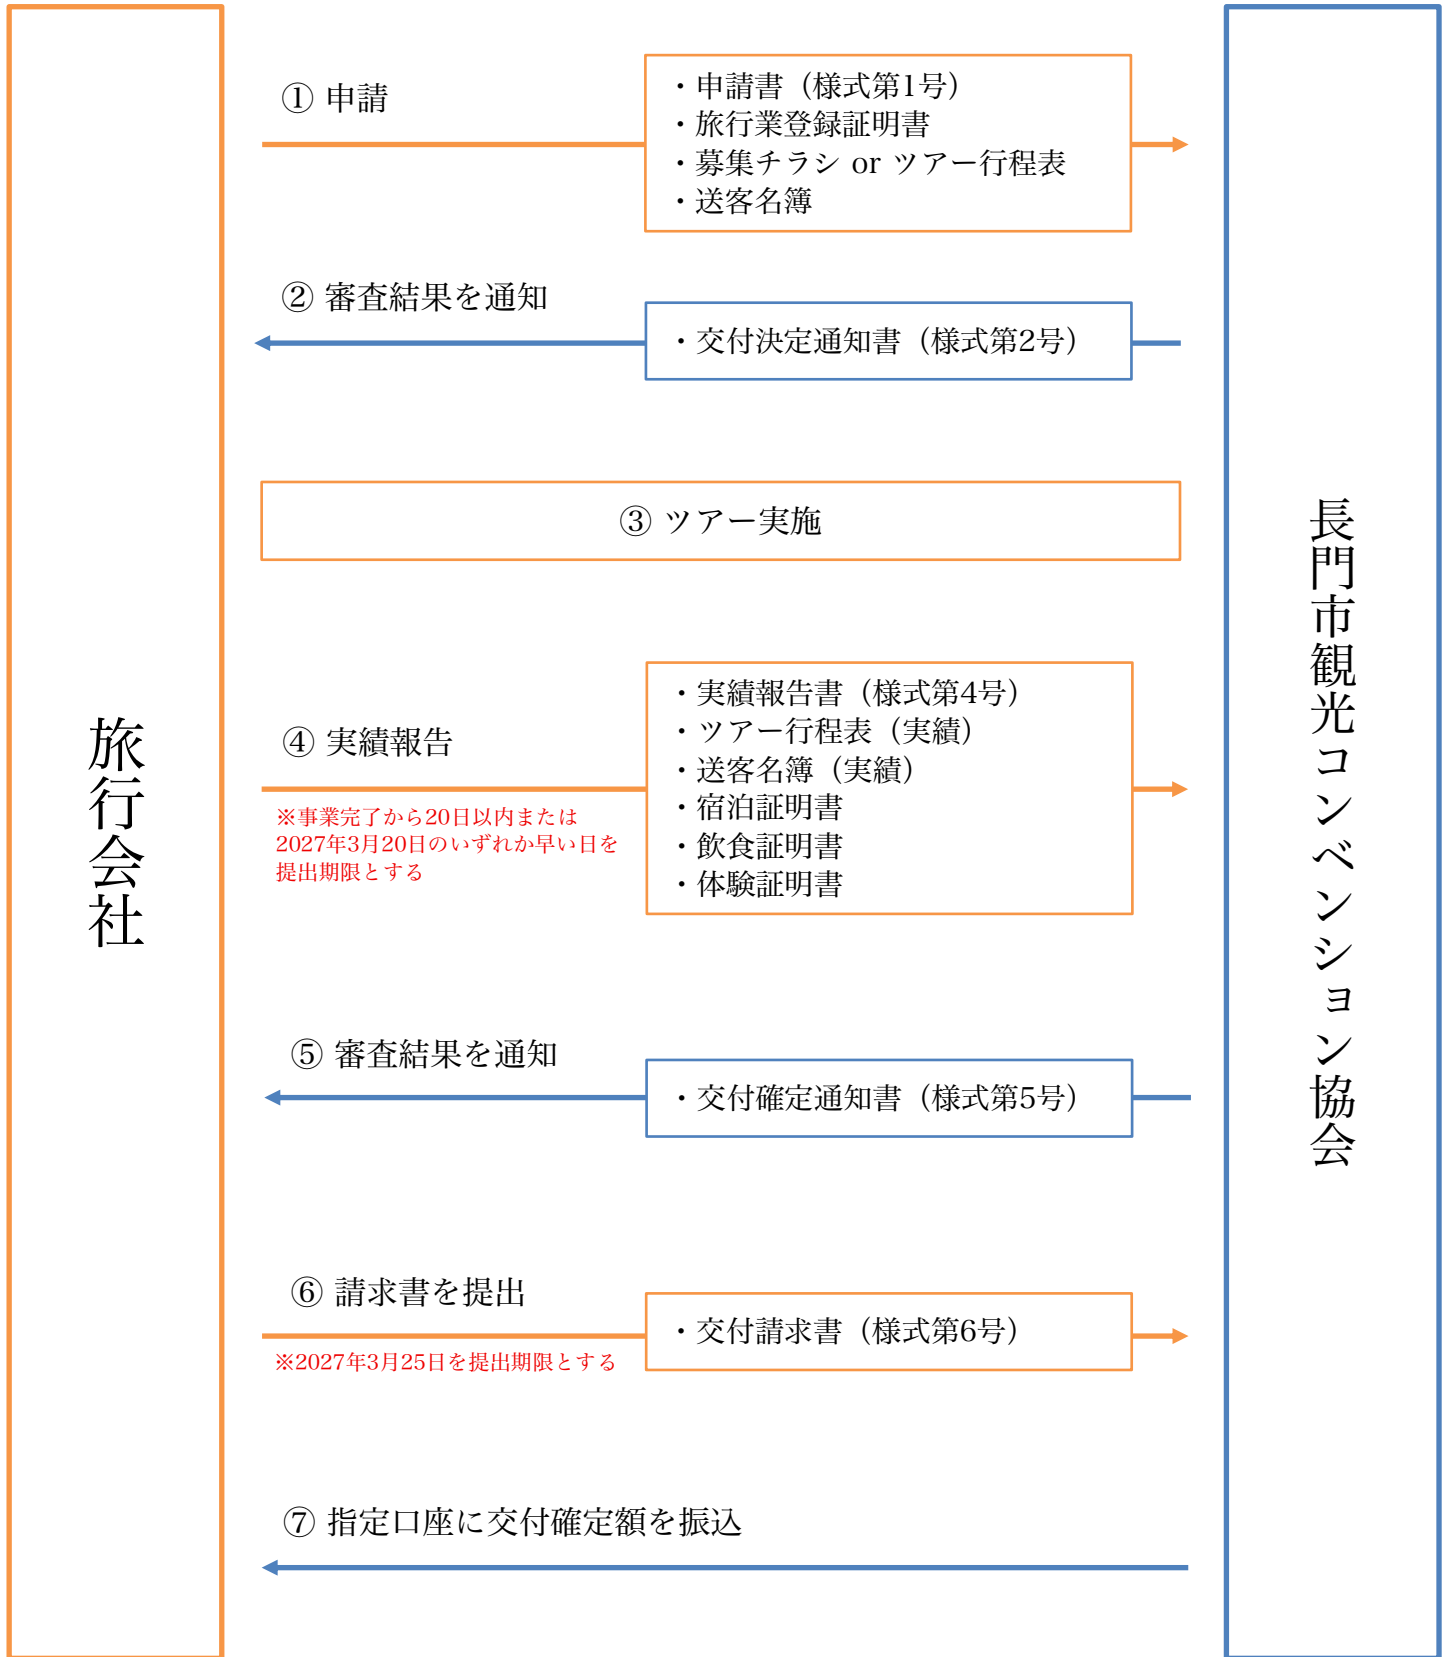 旅行会社
① 申請
・申請書（様式第1号）
・旅行業登録証明書
・募集チラシ or ツアー行程表
・送客名簿
② 審査結果を通知
・交付決定通知書（様式第2号）
③ ツアー実施
④ 実績報告
※事業完了から20日以内または
2027年3月20日のいずれか早い日を
提出期限とする
・実績報告書（様式第4号）
・ツアー行程表（実績）
・送客名簿（実績）
・宿泊証明書
・飲食証明書
・体験証明書
⑤ 審査結果を通知
・交付確定通知書（様式第5号）
⑥ 請求書を提出
※2027年3月25日を提出期限とする
・交付請求書（様式第6号）
⑦ 指定口座に交付確定額を振込
長門市観光コンベンション協会